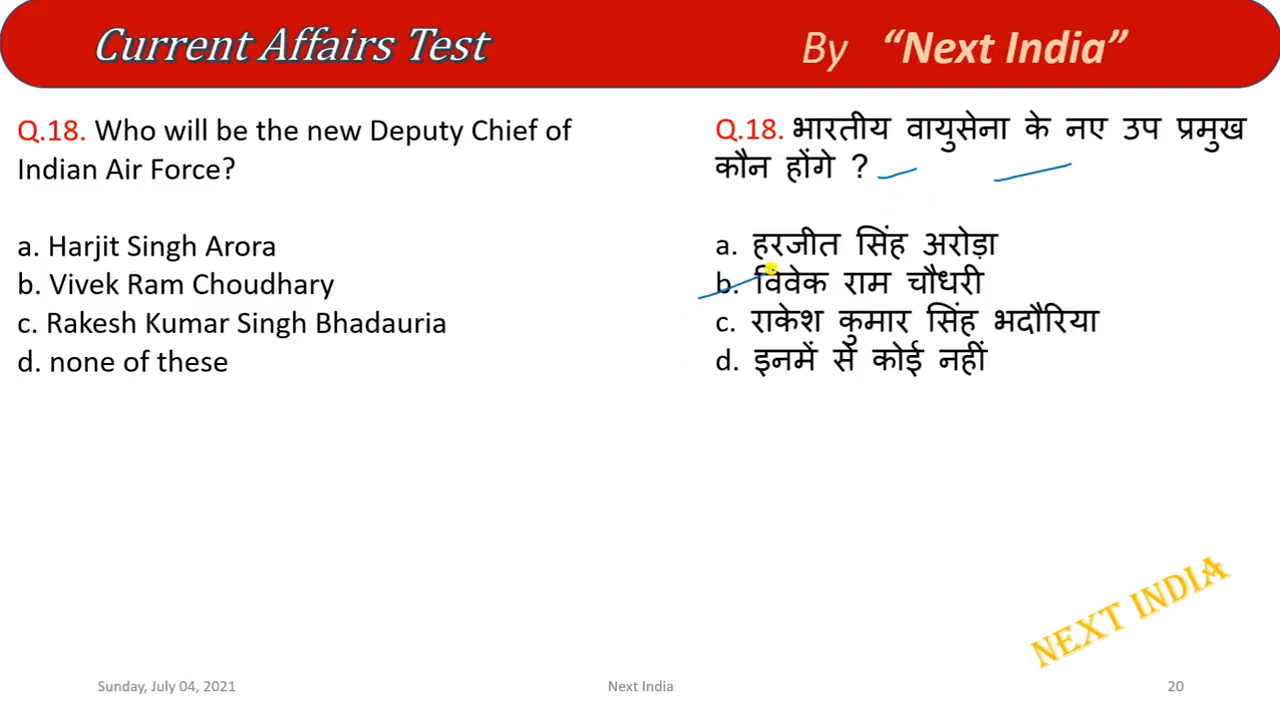 Current Affairs Test
By “Next India”
Q.18. Who will be the new Deputy Chief of
Indian Air Force?
a. Harjit Singh Arora
b. Vivek Ram Choudhary
c. Rakesh Kumar Singh Bhadauria
d. none of these
Q.18. भारतीय वायुसेना के नए उप प्रमुख
कौन होंगे ?
a. हरजीत सिंह अरोड़ा
b. विवेक राम चौधरी
c. राकेश कुमार सिंह भदौरिया
d. इनमें से कोई नहीं
NEXT INDIA
Sunday, July 04, 2021
Next India
20